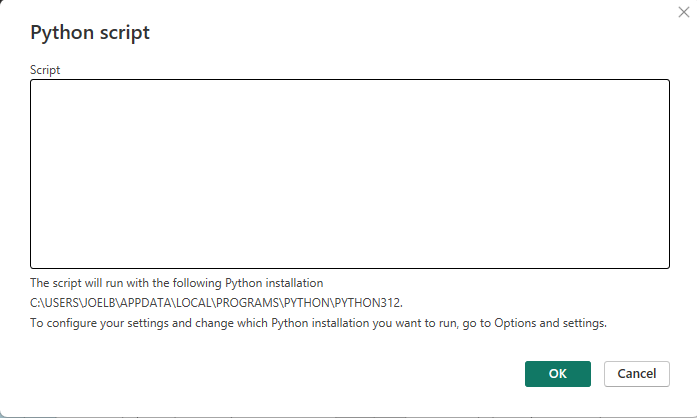 Python script
Script
The script will run with the following Python installation
C:\USERS\JOELB\APPDATA\LOCAL\PROGRAMS\PYTHON\PYTHON312.
To configure your settings and change which Python installation you want to run, go to Options and settings.
OK
Cancel